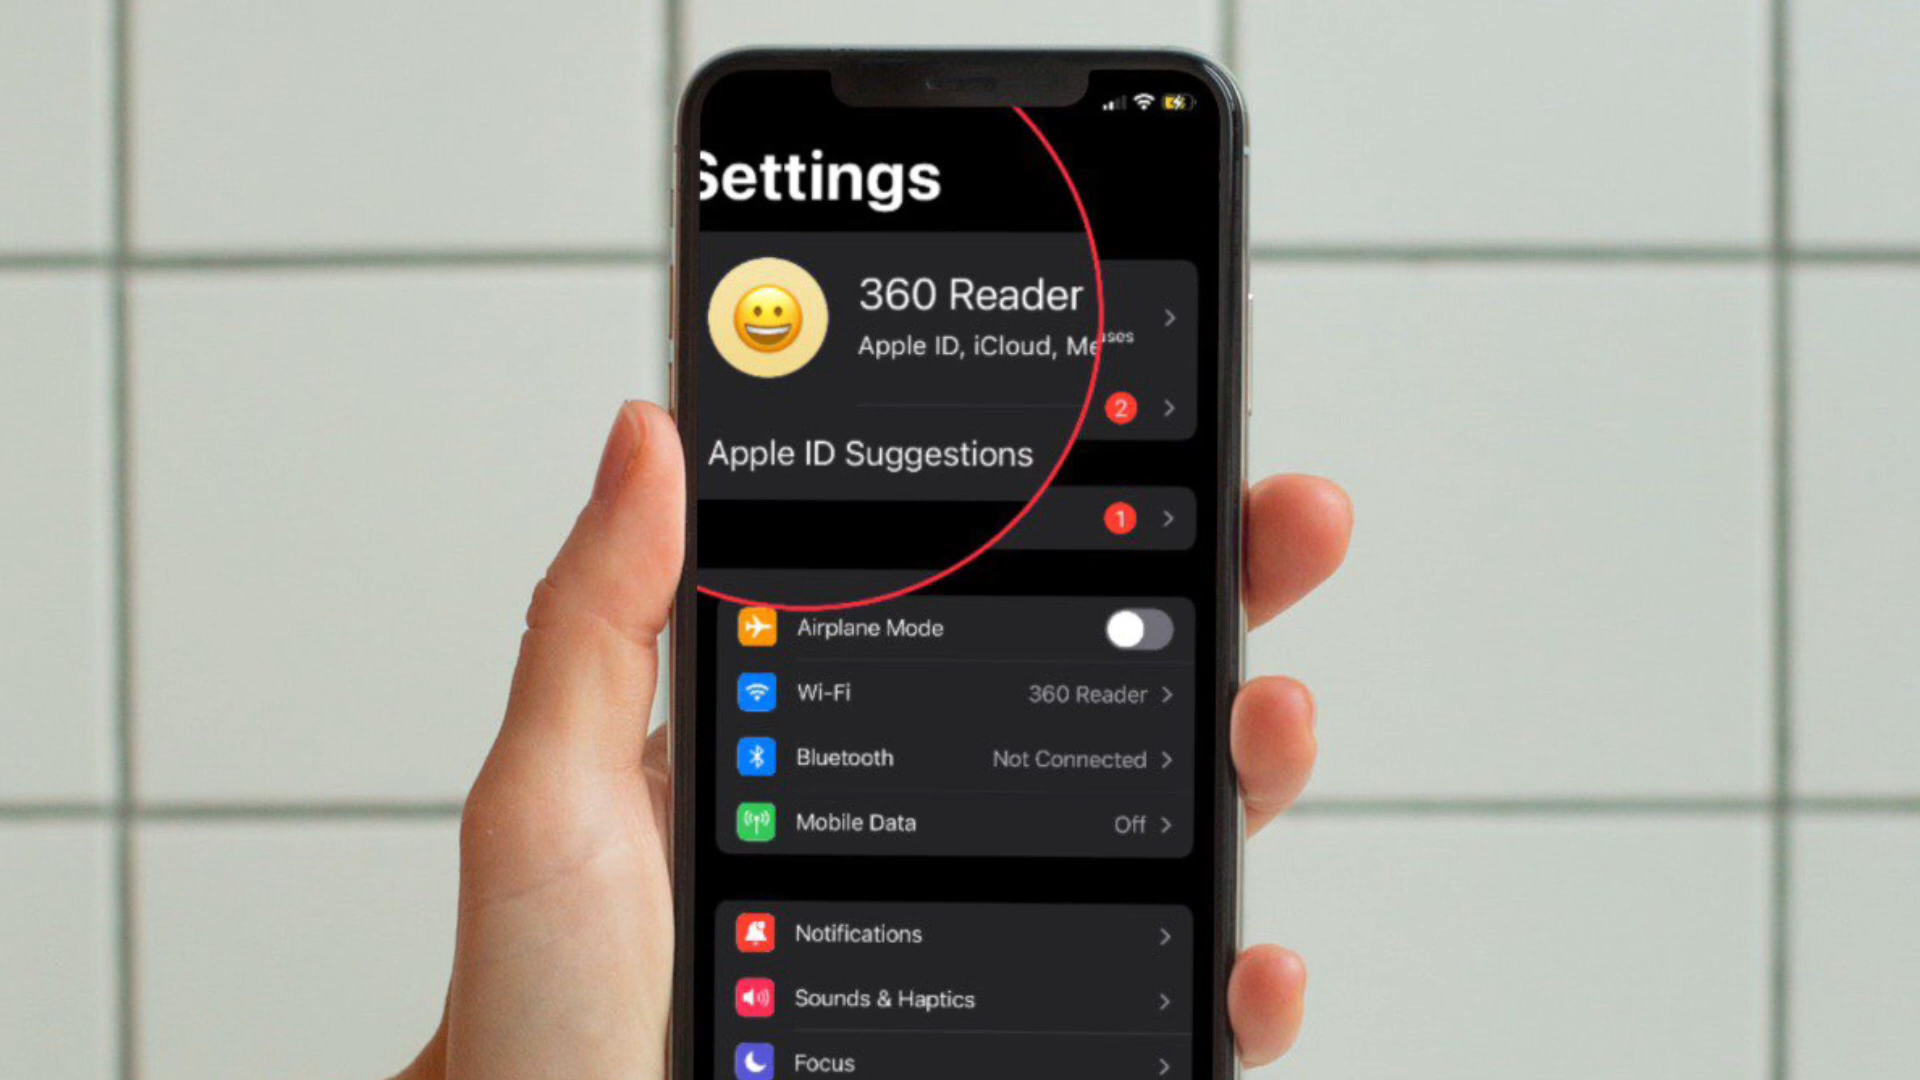 Settings
360 Reader
Apple ID, iCloud, Me
2
Apple ID Suggestions
1
Airplane Mode
Wi-Fi 360 Reader
Bluetooth Not Connected
Mobile Data Off
Notifications
Sounds & Haptics
Focus